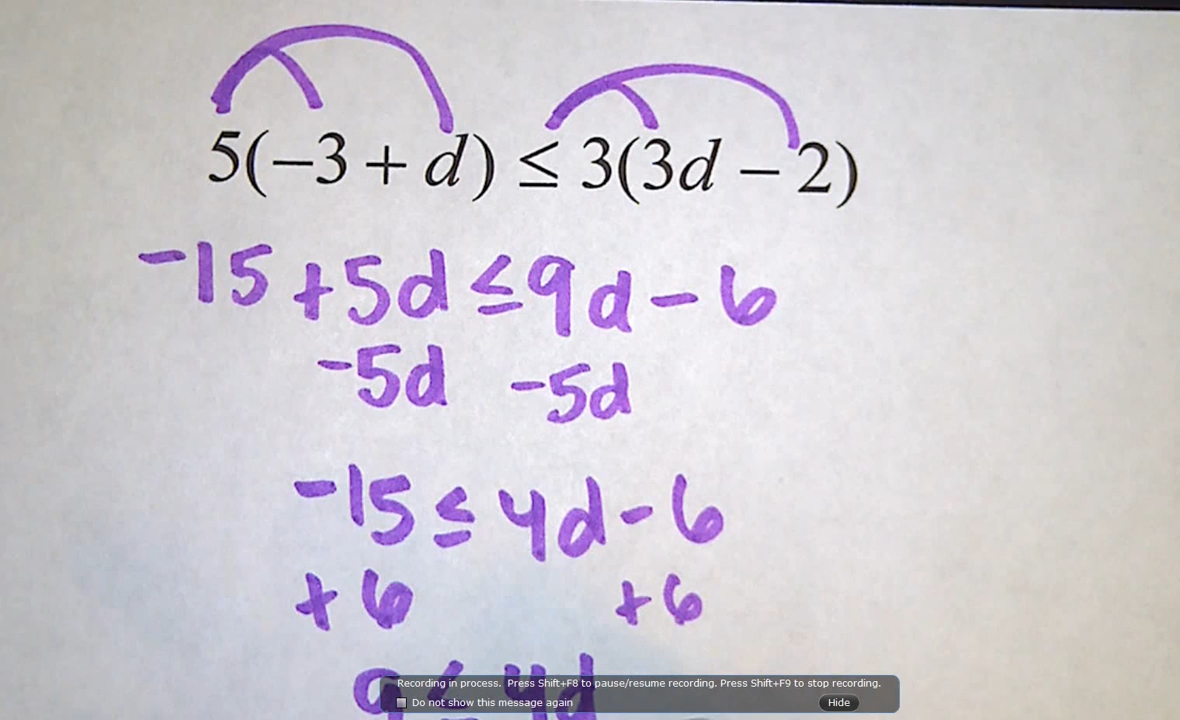 5(−3 + d) ≤ 3(3d − 2)
-15 +5d ≤ 9d - 6
-5d -5d
-15 ≤ 4d - 6
+ 6 +6
9 ≤ 4d
Recording in process. Press Shift+F8 to pause/resume recording. Press Shift+F9 to stop recording.
Do not show this message again
Hide